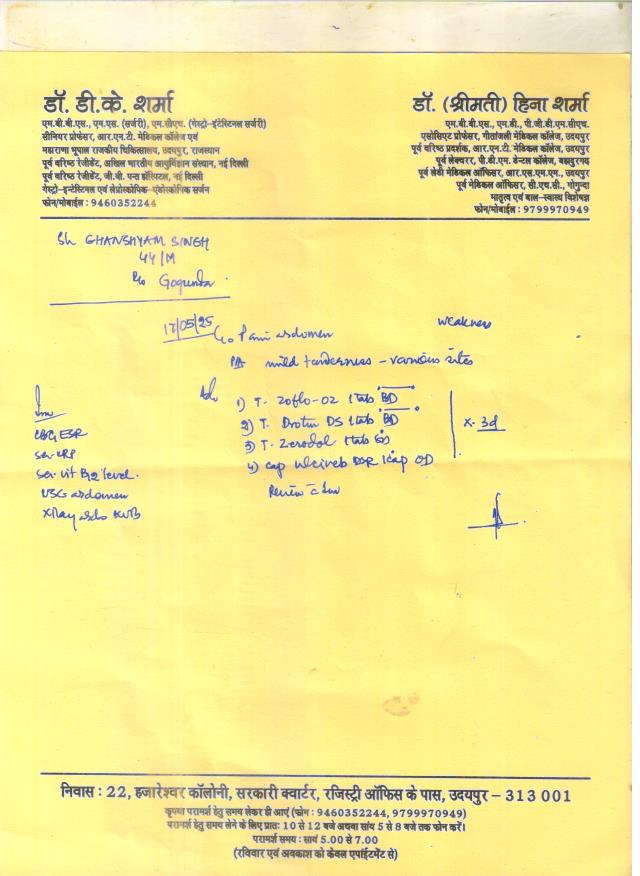 डॉ. डी.के. शर्मा
एम.बी.बी.एस., एम.एस. (सर्जरी), एम.सीएच. (गेस्ट्रो-इंटेस्टिनल सर्जरी)
सीनियर प्रोफेसर, आर.एन.टी. मेडिकल कॉलेज एवं
महाराणा भूपाल राजकीय चिकित्सालय, उदयपुर, राजस्थान
पूर्व वरिष्ठ रेजीडेंट, अखिल भारतीय आयुर्विज्ञान संस्थान, नई दिल्ली
पूर्व वरिष्ठ रेजीडेंट, जी.बी. पन्त हॉस्पिटल, नई दिल्ली
गेस्ट्रो-इन्टेस्टिनल एवं लेप्रोस्कोपिक-एंडोस्कोपिक सर्जन
फोन/मोबाईल : 9460352244
डॉ. (श्रीमती) हिना शर्मा
एम.बी.बी.एस., एम.डी., पी.जी.डी.एम.सीएच.
एसोसिएट प्रोफेसर, गीतांजली मेडिकल कॉलेज, उदयपुर
पूर्व वरिष्ठ प्रदर्शक, आर.एन.टी. मेडिकल कॉलेज, उदयपुर
पूर्व लेक्चरर, पी.डी.एम. डेन्टल कॉलेज, बहादुरगढ़
पूर्व लेडी मेडिकल ऑफिसर, आर.एस.एम.एम., उदयपुर
पूर्व मेडिकल ऑफिसर, सी.एच.सी., गोगुन्दा
मातृत्व एवं बाल-स्वास्थ्य विशेषज्ञ
फोन/मोबाईल : 9799970949
Sh GHANSHYAM SINGH
44/M
Gogunda
17/05/25 C/o Pain abdomen weakness
P/A mild tenderness - various sites
Adv 1) T. Zoflo-OZ 1 tab BD
2) T. Drotin DS 1 tab BD
3) T. Zerodol 1 tab
4) Cap DSR 1 cap OD
x 3d
Review c Inv
Inv
CBC, ESR
Ser. CRP
Ser. Vit B12 level.
USG abdomen
X Ray abdo KUB
निवास : 22, हजारेश्वर कॉलोनी, सरकारी क्वार्टर, रजिस्ट्री ऑफिस के पास, उदयपुर – 313 001
कृपया परामर्श हेतु समय लेकर ही आएं (फोन : 9460352244, 9799970949)
परामर्श हेतु समय लेने के लिए प्रातः 10 से 12 बजे अथवा सांय 5 से 8 बजे तक फोन करें।
परामर्श समय : सायं 5.00 से 7.00
(रविवार एवं अवकाश को केवल एपॉईंटमेंट से)